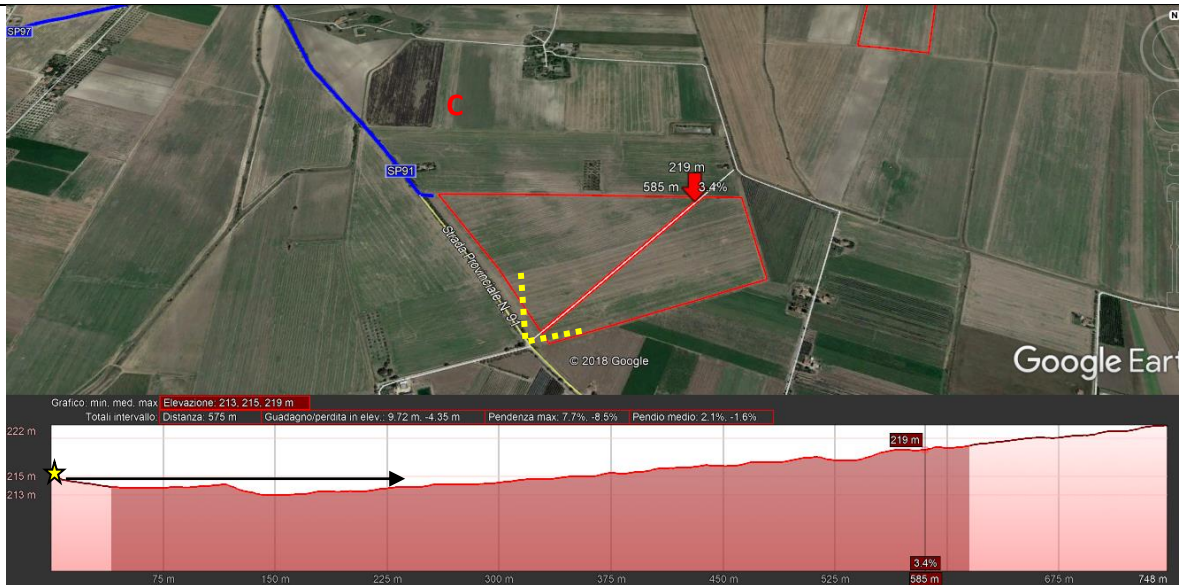 SP97
N
C
SP91
219 m
585 m 3.4%
Strada Provinciale N. 91
© 2018 Google
Google Eart
Grafico: min. med. max Elevazione: 213, 215, 219 m
Totali intervallo: Distanza: 575 m Guadagno/perdita in elev.: 9.72 m, -4.35 m Pendenza max: 7.7%, -8.5% Pendio medio: 2.1%, -1.6%
222 m
219 m
215 m
213 m
3.4%
75 m 150 m 225 m 300 m 375 m 450 m 525 m 585 m 675 m 748 m